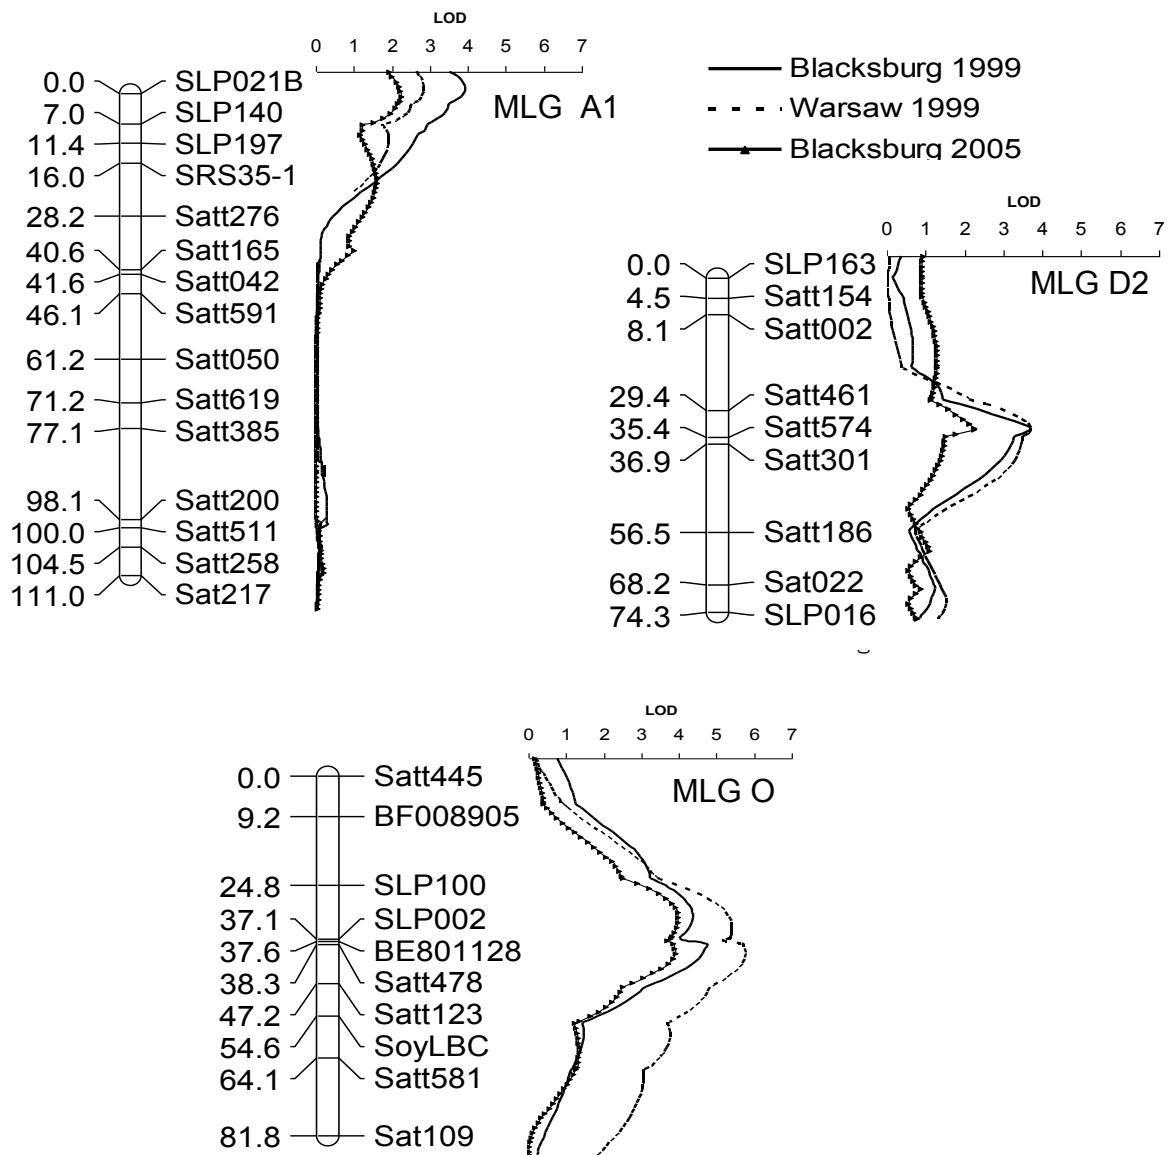 LOD
0 1 2 3 4 5 6 7
MLG A1
0.0 SLP021B
7.0 SLP140
11.4 SLP197
16.0 SRS35-1
28.2 Satt276
40.6 Satt165
41.6 Satt042
46.1 Satt591
61.2 Satt050
71.2 Satt619
77.1 Satt385
98.1 Satt200
100.0 Satt511
104.5 Satt258
111.0 Sat217
Blacksburg 1999
Warsaw 1999
Blacksburg 2005
LOD
0 1 2 3 4 5 6 7
MLG D2
0.0 SLP163
4.5 Satt154
8.1 Satt002
29.4 Satt461
35.4 Satt574
36.9 Satt301
56.5 Satt186
68.2 Sat022
74.3 SLP016
LOD
0 1 2 3 4 5 6 7
MLG O
0.0 Satt445
9.2 BF008905
24.8 SLP100
37.1 SLP002
37.6 BE801128
38.3 Satt478
47.2 Satt123
54.6 SoyLBC
64.1 Satt581
81.8 Sat109